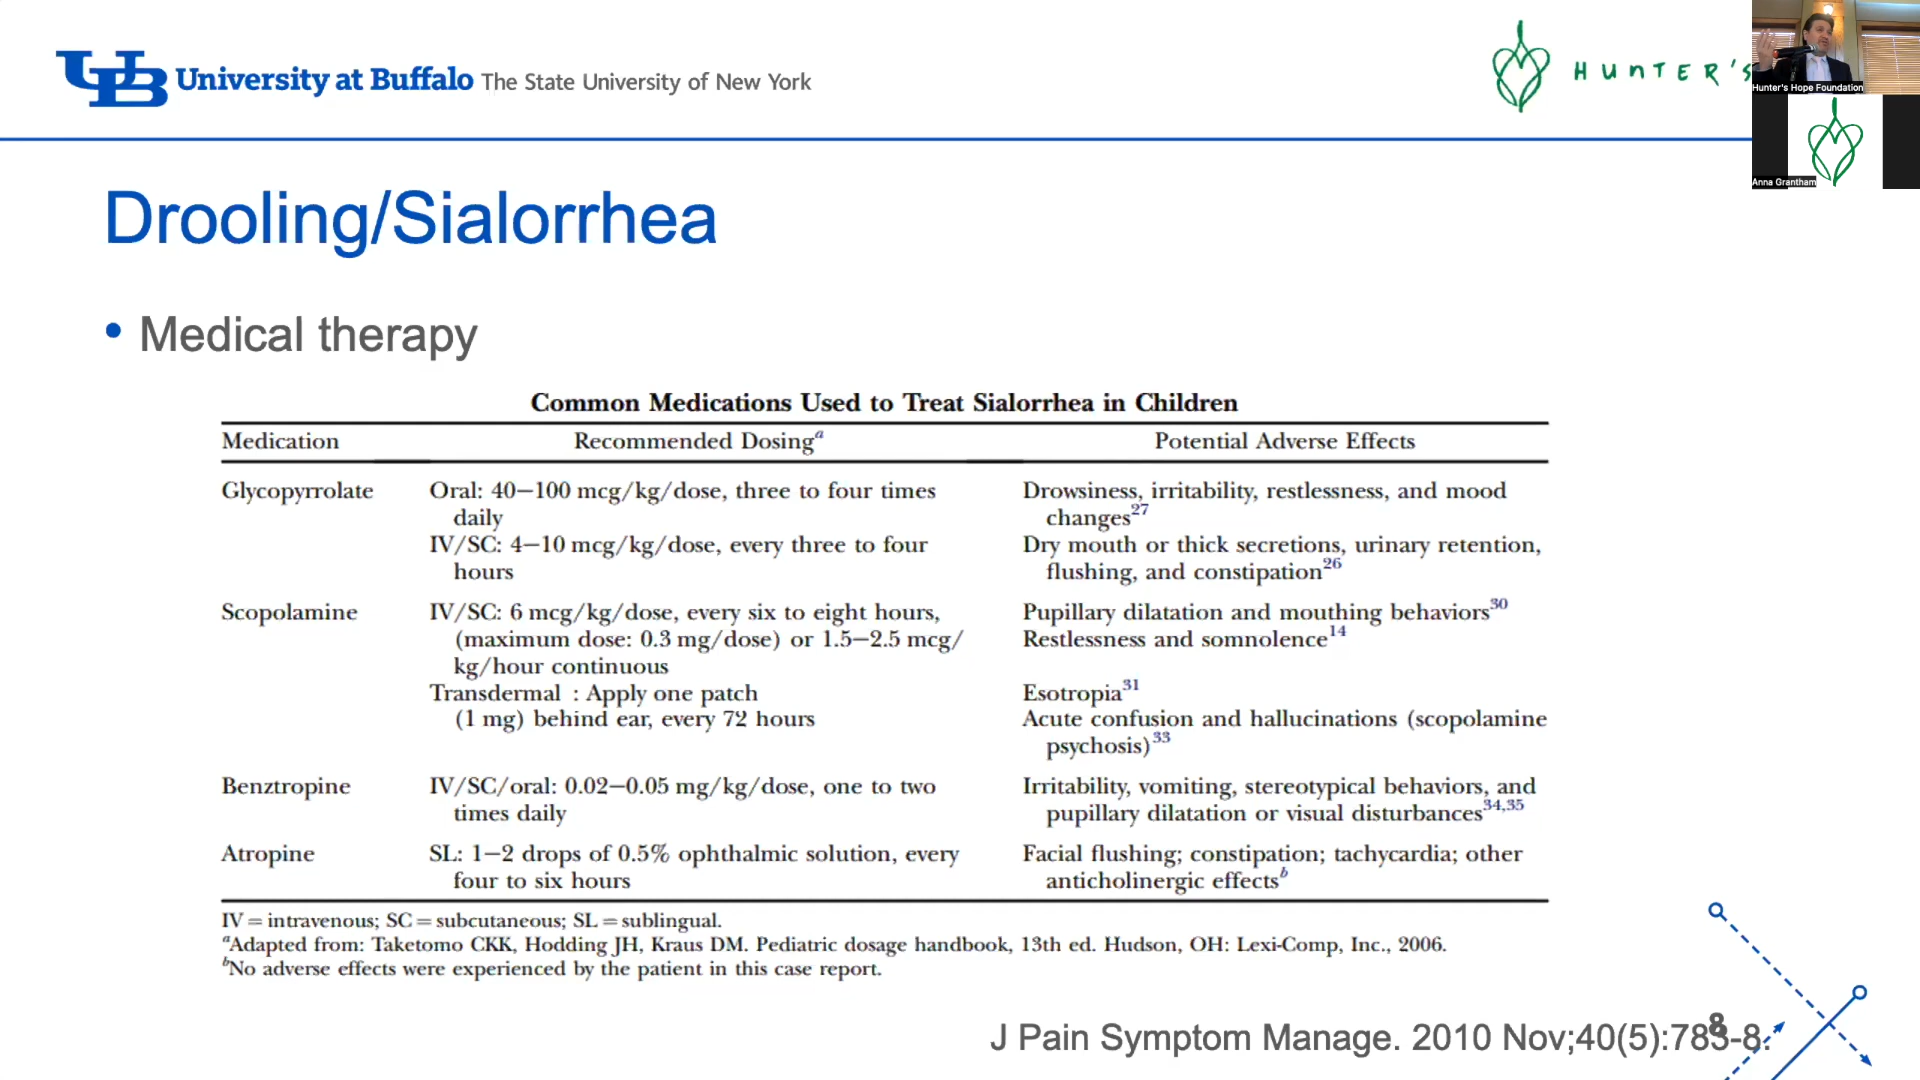 UB University at Buffalo The State University of New York
HUNTER'S
Hunter's Hope Foundation
Anna Grantham
Drooling/Sialorrhea
• Medical therapy
Common Medications Used to Treat Sialorrhea in Children
Medication Recommended Dosing^a Potential Adverse Effects
Glycopyrrolate Oral: 40–100 mcg/kg/dose, three to four times Drowsiness, irritability, restlessness, and mood
daily changes^27
IV/SC: 4–10 mcg/kg/dose, every three to four Dry mouth or thick secretions, urinary retention,
hours flushing, and constipation^26
Scopolamine IV/SC: 6 mcg/kg/dose, every six to eight hours, Pupillary dilatation and mouthing behaviors^30
(maximum dose: 0.3 mg/dose) or 1.5–2.5 mcg/ Restlessness and somnolence^14
kg/hour continuous
Transdermal : Apply one patch Esotropia^31
(1 mg) behind ear, every 72 hours Acute confusion and hallucinations (scopolamine
psychosis)^33
Benztropine IV/SC/oral: 0.02–0.05 mg/kg/dose, one to two Irritability, vomiting, stereotypical behaviors, and
times daily pupillary dilatation or visual disturbances^34,35
Atropine SL: 1–2 drops of 0.5% ophthalmic solution, every Facial flushing; constipation; tachycardia; other
four to six hours anticholinergic effects^b
IV = intravenous; SC = subcutaneous; SL = sublingual.
^aAdapted from: Taketomo CKK, Hodding JH, Kraus DM. Pediatric dosage handbook, 13th ed. Hudson, OH: Lexi-Comp, Inc., 2006.
^bNo adverse effects were experienced by the patient in this case report.
J Pain Symptom Manage. 2010 Nov;40(5):783-8.
8